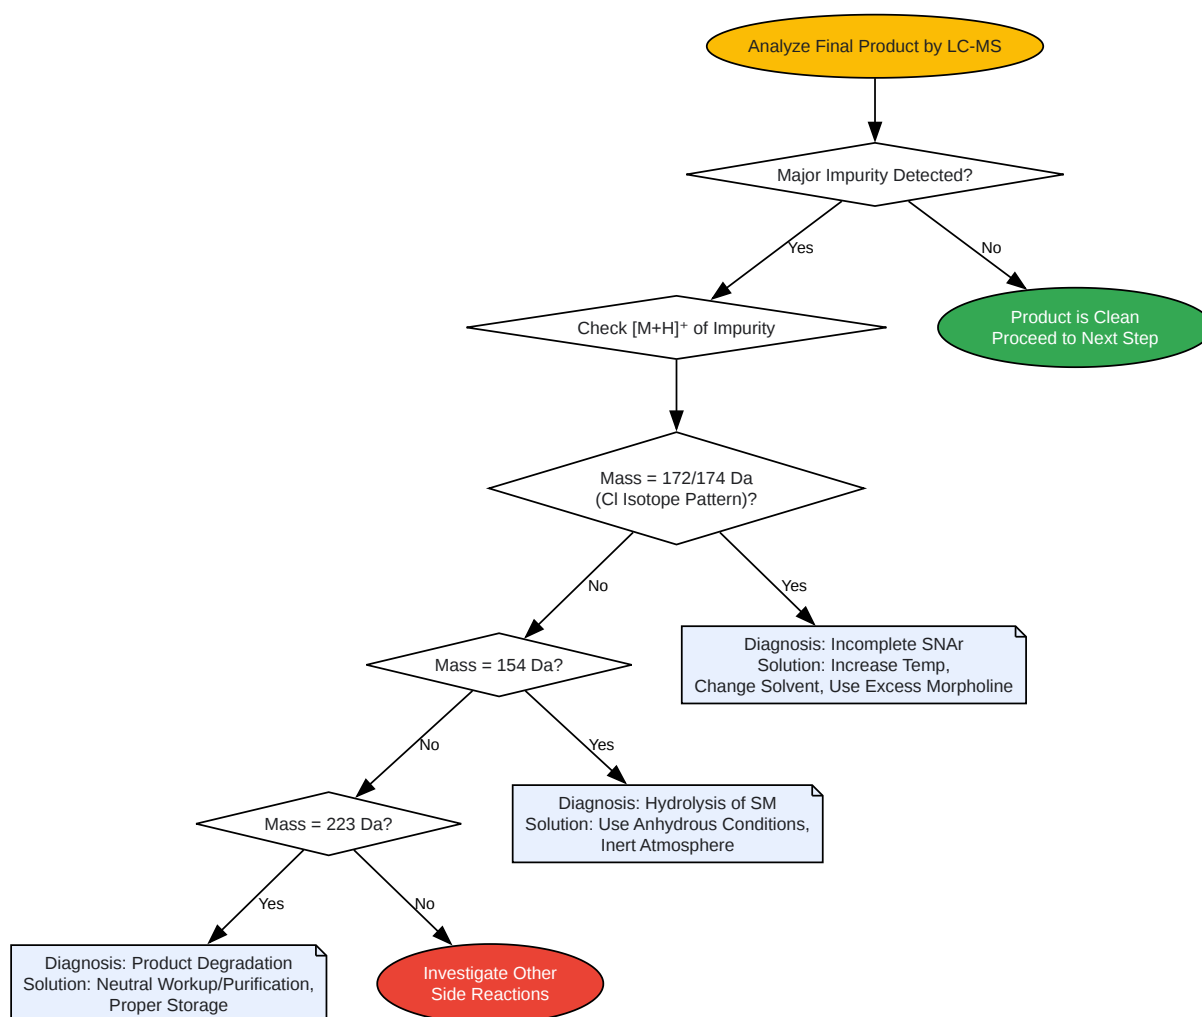 Analyze Final Product by LC-MS
Major Impurity Detected?
Yes
No
Check [M+H]⁺ of Impurity
Product is Clean
Proceed to Next Step
Mass = 172/174 Da
(Cl Isotope Pattern)?
No
Yes
Mass = 154 Da?
Diagnosis: Incomplete SNAr
Solution: Increase Temp,
Change Solvent, Use Excess Morpholine
No
Yes
Mass = 223 Da?
Diagnosis: Hydrolysis of SM
Solution: Use Anhydrous Conditions,
Inert Atmosphere
Yes
No
Diagnosis: Product Degradation
Solution: Neutral Workup/Purification,
Proper Storage
Investigate Other
Side Reactions